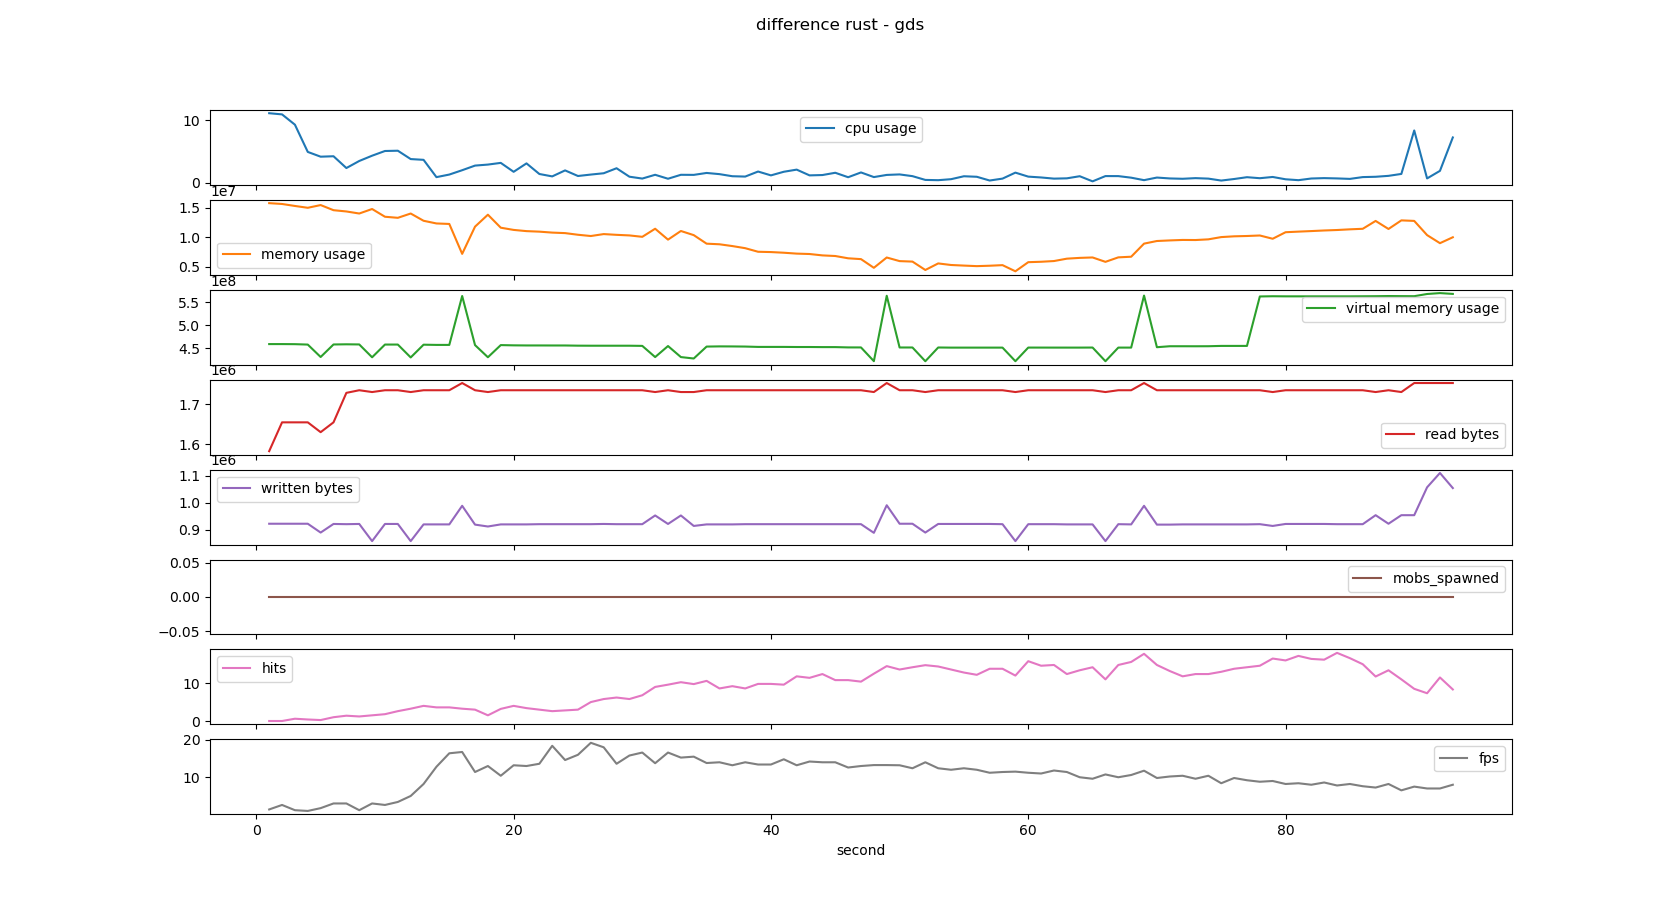 difference rust - gds
10
0
cpu usage
1e7
1.5
1.0
0.5
memory usage
1e8
5.5
5.0
4.5
virtual memory usage
1e6
1.7
1.6
read bytes
1e6
1.1
1.0
0.9
written bytes
0.05
0.00
−0.05
mobs_spawned
10
0
hits
20
10
fps
0 20 40 60 80
second